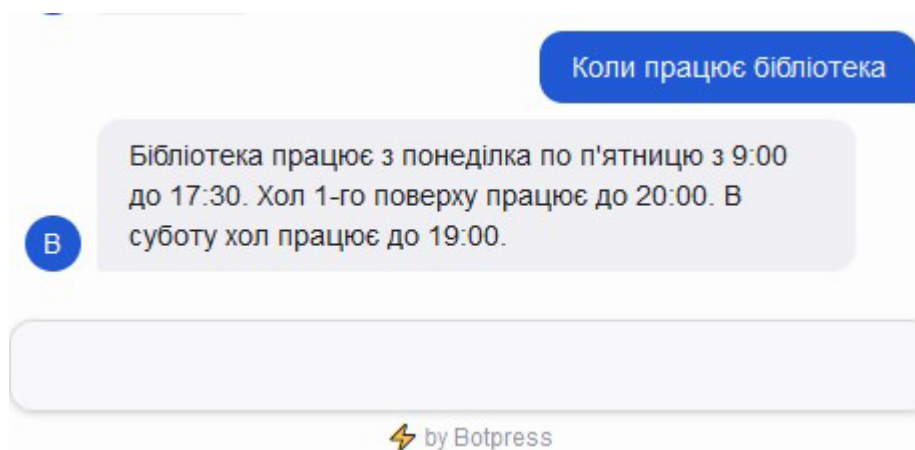 Коли працює бібліотека
Бібліотека працює з понеділка по п'ятницю з 9:00
до 17:30. Хол 1-го поверху працює до 20:00. В
суботу хол працює до 19:00.
B
by Botpress